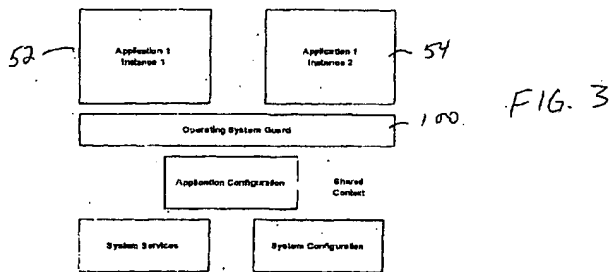 52
Application 1
Instance 1
Application 1
Instance 2
54
Operating System Guard
100
FIG. 3
Application Configuration
Shared
Context
System Services
System Configuration